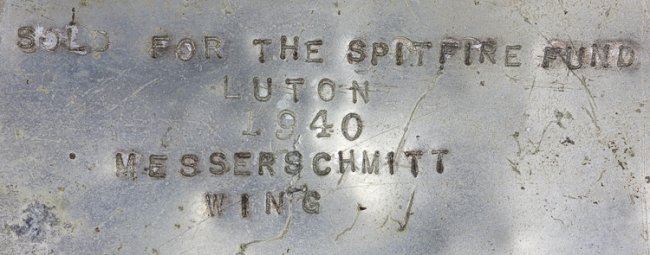 SOLD FOR THE SPITFIRE FUND
LUTON
1940
MESSERSCHMITT
WING